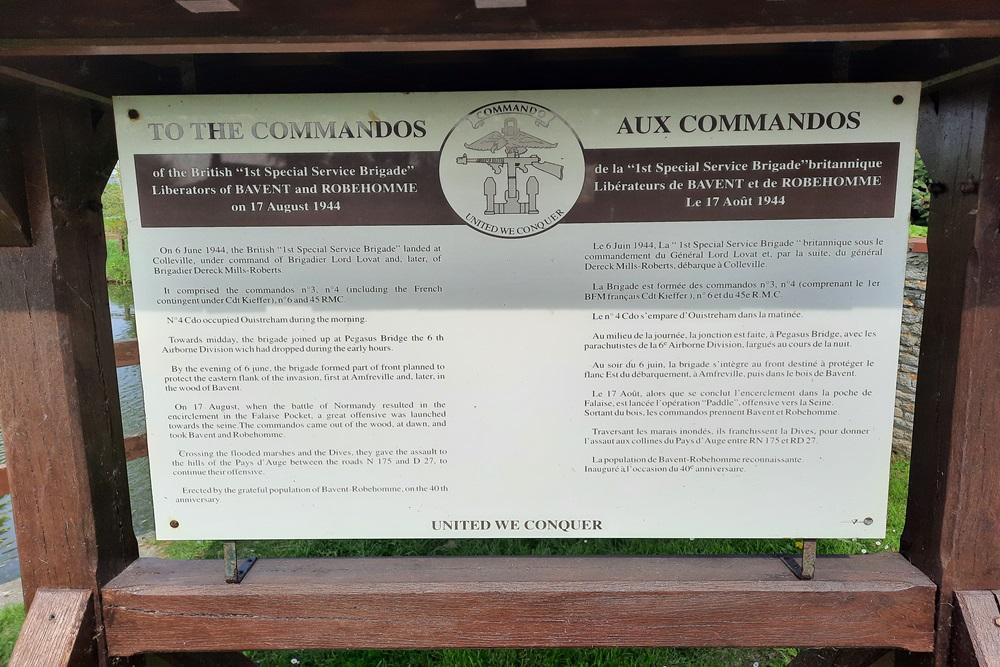 TO THE COMMANDOS
of the British "1st Special Service Brigade"
Liberators of BAVENT and ROBEHOMME
on 17 August 1944
COMMANDO
UNITED WE CONQUER
AUX COMMANDOS
de la "1st Special Service Brigade"britannique
Libérateurs de BAVENT et de ROBEHOMME
Le 17 Août 1944
On 6 June 1944, the British "1st Special Service Brigade" landed at
Colleville, under command of Brigadier Lord Lovat and, later, of
Brigadier Dereck Mills-Roberts.
It comprised the commandos n°3, n°4 (including the French
contingent under Cdt Kieffer), n°6 and 45 RMC.
N°4 Cdo occupied Ouistreham during the morning.
Towards midday, the brigade joined up at Pegasus Bridge the 6 th
Airborne Division wich had dropped during the early hours.
By the evening of 6 june, the brigade formed part of front planned to
protect the eastern flank of the invasion, first at Amfreville and, later, in
the wood of Bavent.
On 17 August, when the battle of Normandy resulted in the
encirclement in the Falaise Pocket, a great offensive was launched
towards the seine.The commandos came out of the wood, at dawn, and
took Bavent and Robehomme.
Crossing the flooded marshes and the Dives, they gave the assault to
the hills of the Pays d'Auge between the roads N 175 and D 27, to
continue their offensive.
Erected by the grateful population of Bavent-Robehomme, on the 40 th
anniversary.
Le 6 Juin 1944, La " 1st Special Service Brigade " britannique sous le
commandement du Général Lord Lovat et, par la suite, du général
Dereck Mills-Roberts, débarque à Colleville.
La Brigade est formée des commandos n°3, n°4 (comprenant le 1er
BFM français Cdt Kieffer ), n°6 et du 45e R.M.C.
Le n° 4 Cdo s'empare d'Ouistreham dans la matinée.
Au milieu de la journée, la jonction est faite, à Pegasus Bridge, avec les
parachutistes de la 6e Airborne Division, largués au cours de la nuit.
Au soir du 6 juin, la brigade s'intègre au front destiné à protéger le
flanc Est du débarquement, à Amfreville, puis dans le bois de Bavent.
Le 17 Août, alors que se conclut l'encerclement dans la poche de
Falaise, est lancée l'opération "Paddle", offensive vers la Seine.
Sortant du bois, les commandos prennent Bavent et Robehomme.
Traversant les marais inondés, ils franchissent la Dives, pour donner
l'assaut aux collines du Pays d'Auge entre RN 175 et RD 27.
La population de Bavent-Robehomme reconnaissante.
Inauguré à l'occasion du 40e anniversaire.
UNITED WE CONQUER